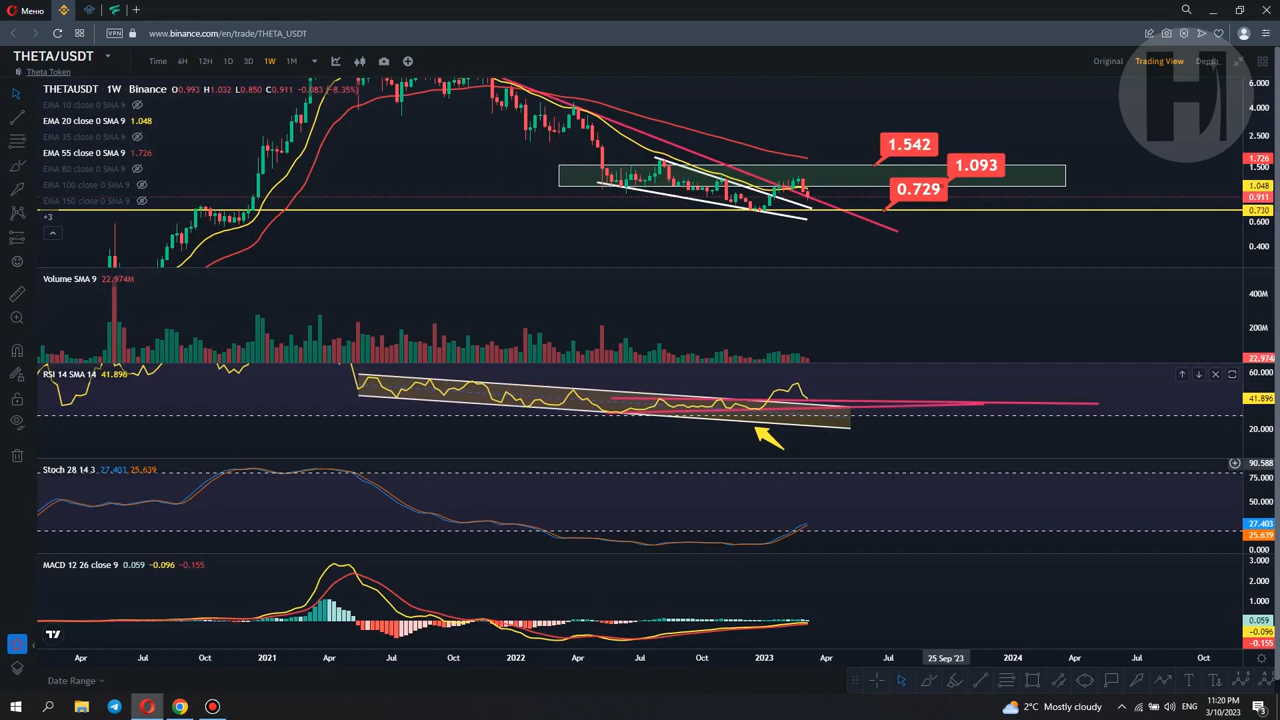 Меню
VPN
www.binance.com/en/trade/THETA_USDT
THETA/USDT
Theta Token
Time 4H 12H 1D 3D 1W 1M
Original Trading View Depth
THETAUSDT · 1W · Binance O0.993 H1.032 L0.850 C0.911 -0.083 (-8.35%)
EMA 10 close 0 SMA 9
EMA 20 close 0 SMA 9 1.048
EMA 35 close 0 SMA 9
EMA 55 close 0 SMA 9 1.726
EMA 80 close 0 SMA 9
EMA 100 close 0 SMA 9
EMA 150 close 0 SMA 9
+3
1.542
1.093
0.729
6.000
4.000
2.500
1.726
1.500
1.048
0.911
0.730
0.600
0.400
Volume SMA 9 22.974M
400M
200M
22.974M
RSI 14 SMA 14 41.896
60.000
41.896
20.000
Stoch 28 14 3 27.403 25.639
90.588
75.000
50.000
27.403
25.639
0.000
MACD 12 26 close 9 0.059 -0.096 -0.155
3.000
2.000
1.000
0.059
-0.096
-0.155
Apr Jul Oct 2021 Apr Jul Oct 2022 Apr Jul Oct 2023 Apr Jul 25 Sep '23 2024 Apr Jul Oct
Date Range
2°C Mostly cloudy
ENG
11:20 PM
3/10/2023
3